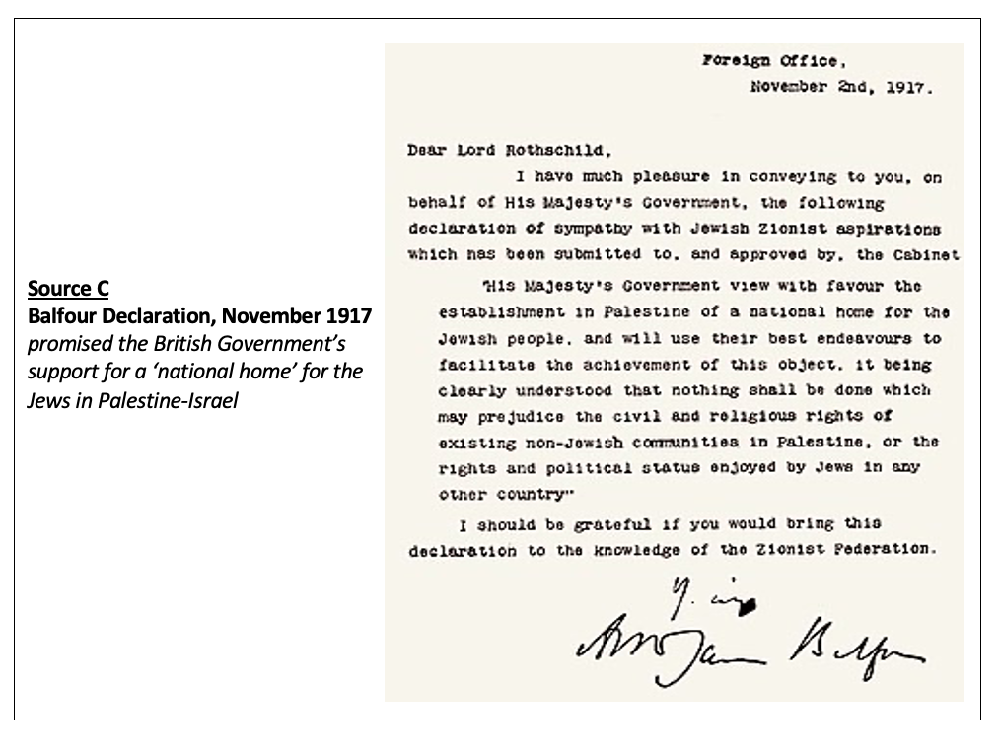 Source C
Balfour Declaration, November 1917
promised the British Government's
support for a 'national home' for the
Jews in Palestine-Israel
Foreign Office,
November 2nd, 1917.
Dear Lord Rothschild,
I have much pleasure in conveying to you, on
behalf of His Majesty's Government, the following
declaration of sympathy with Jewish Zionist aspirations
which has been submitted to, and approved by, the Cabinet
"His Majesty's Government view with favour the
establishment in Palestine of a national home for the
Jewish people, and will use their best endeavours to
facilitate the achievement of this object, it being
clearly understood that nothing shall be done which
may prejudice the civil and religious rights of
existing non-Jewish communities in Palestine, or the
rights and political status enjoyed by Jews in any
other country"
I should be grateful if you would bring this
declaration to the knowledge of the Zionist Federation.